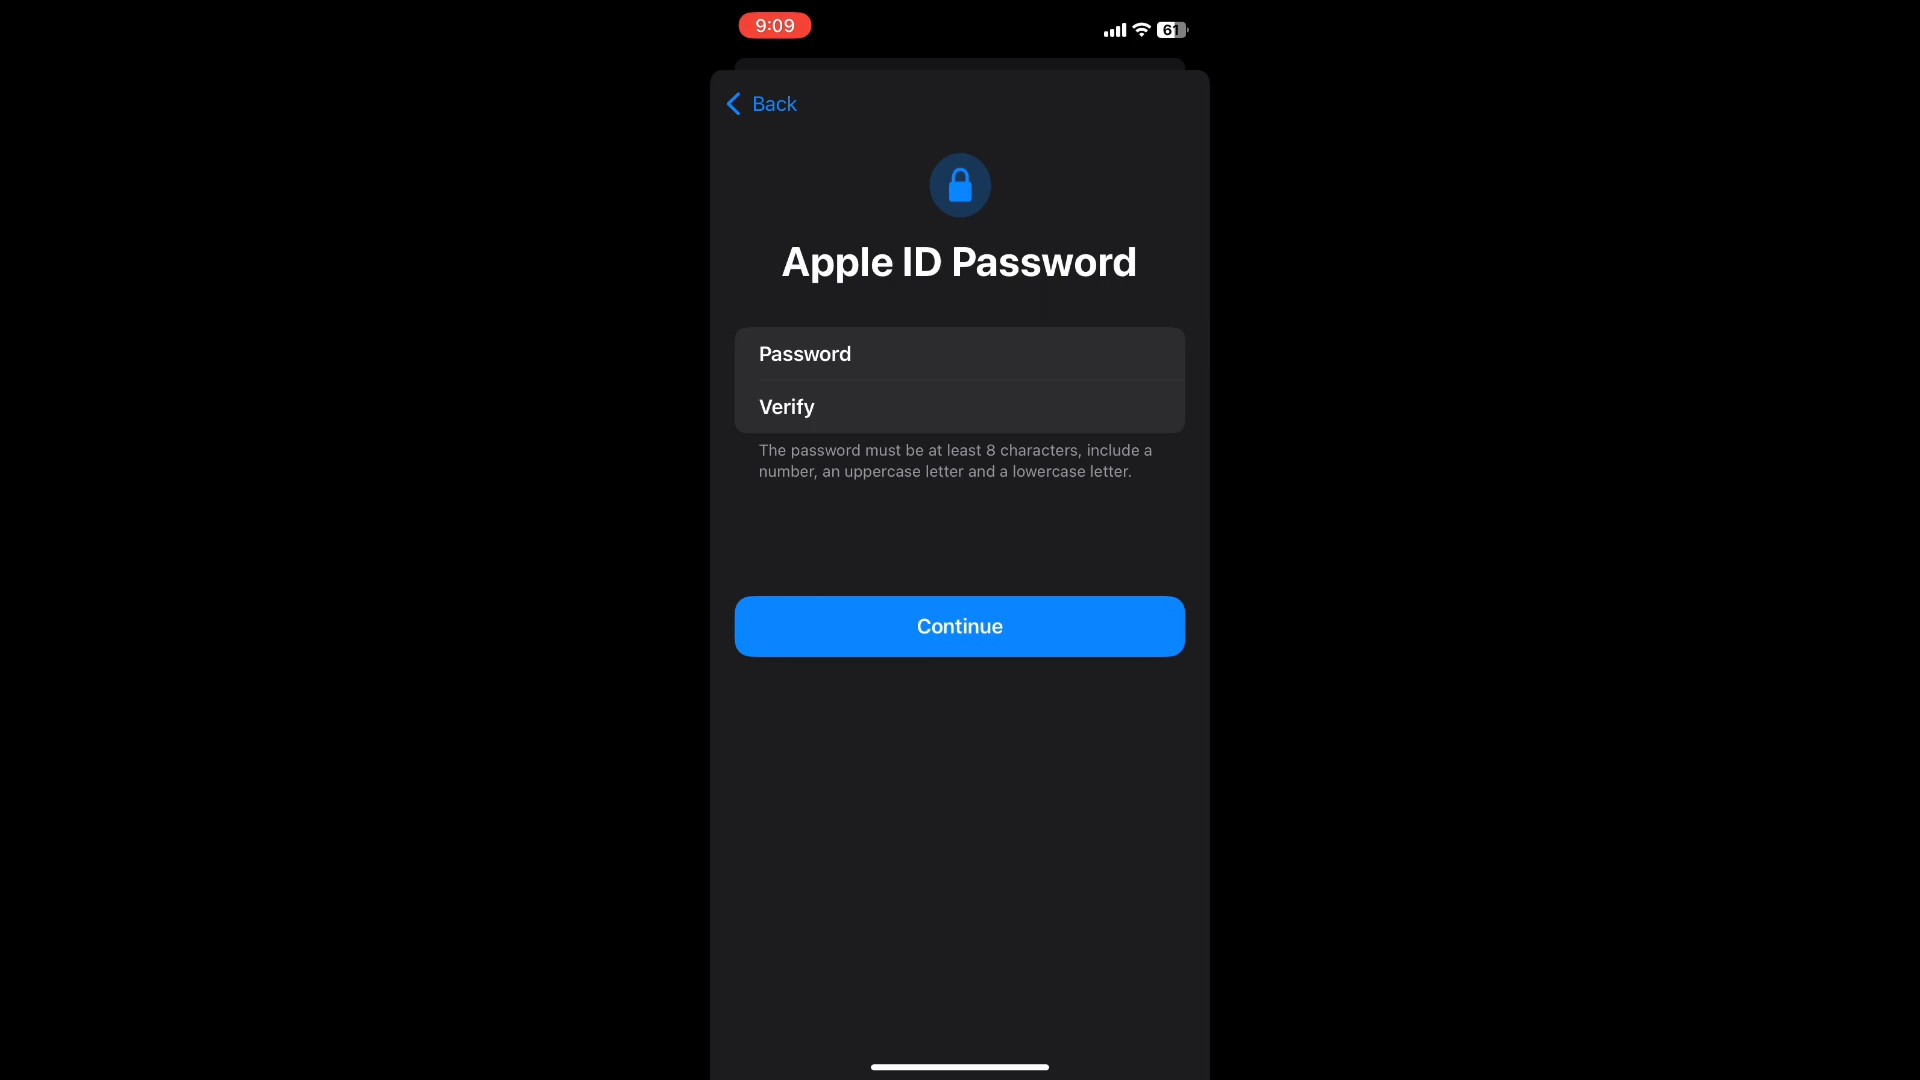 9:09
61
Back
Apple ID Password
Password
Verify
The password must be at least 8 characters, include a
number, an uppercase letter and a lowercase letter.
Continue